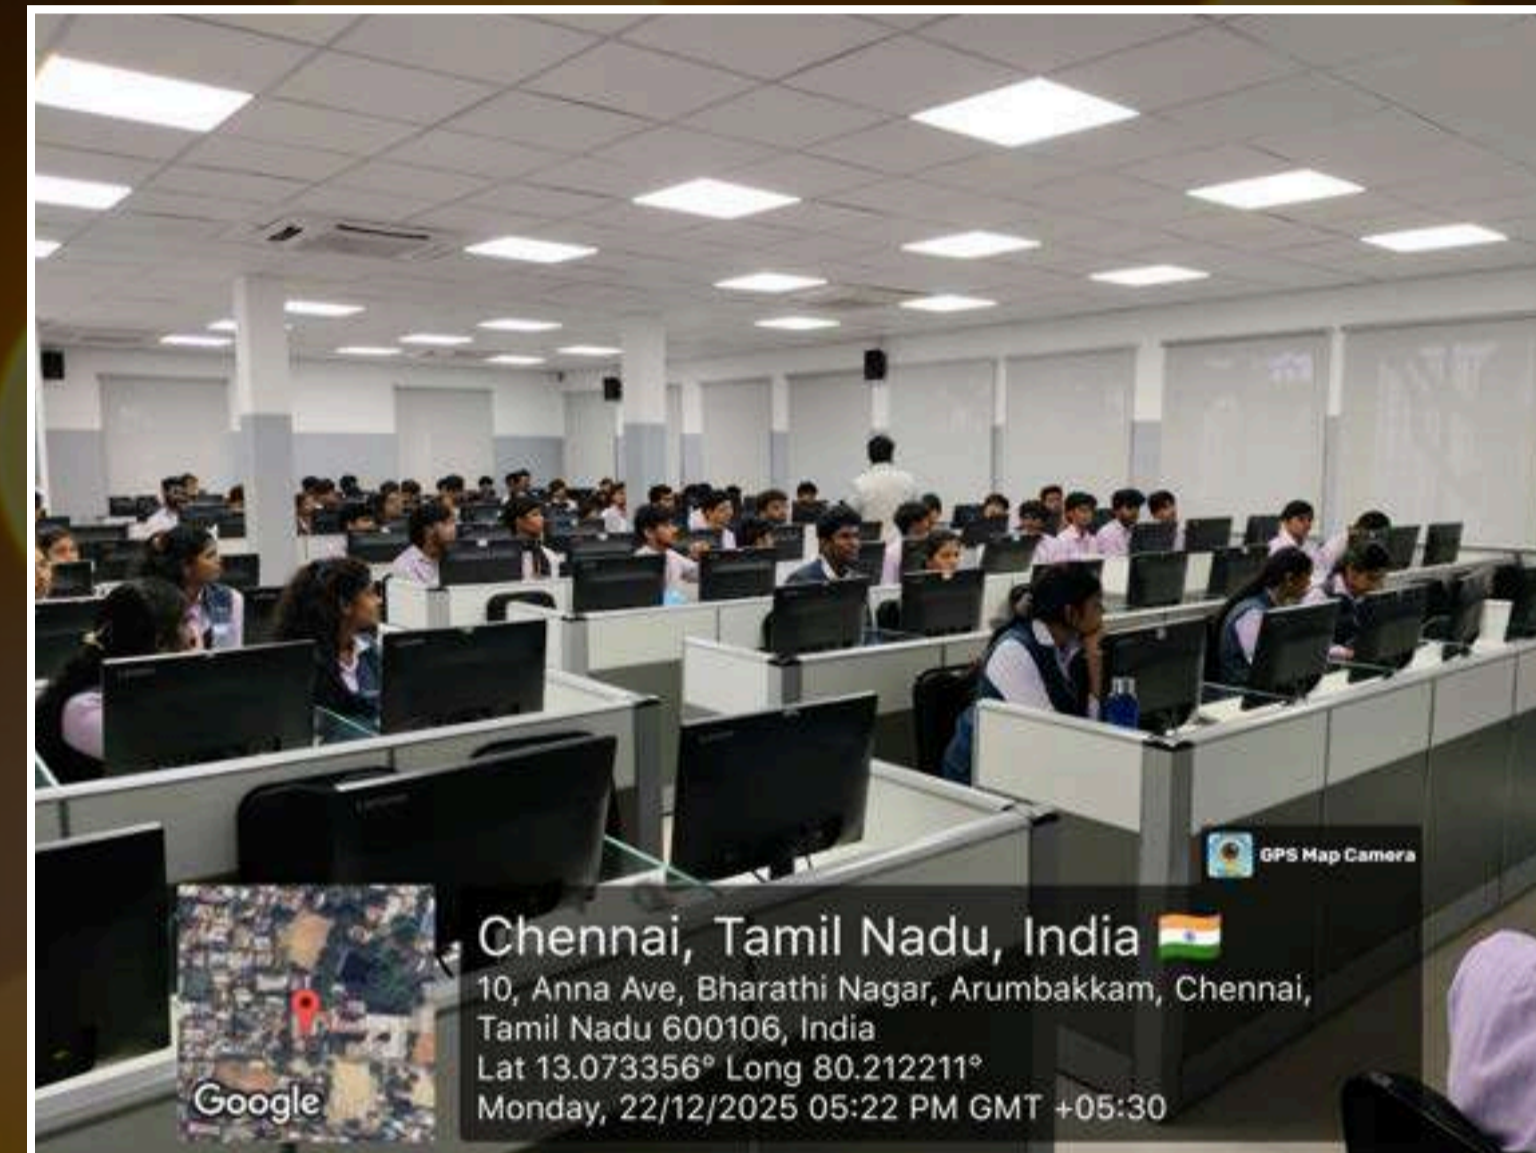 GPS Map Camera
Chennai, Tamil Nadu, India
10, Anna Ave, Bharathi Nagar, Arumbakkam, Chennai,
Tamil Nadu 600106, India
Lat 13.073356° Long 80.212211°
Monday, 22/12/2025 05:22 PM GMT +05:30
Google